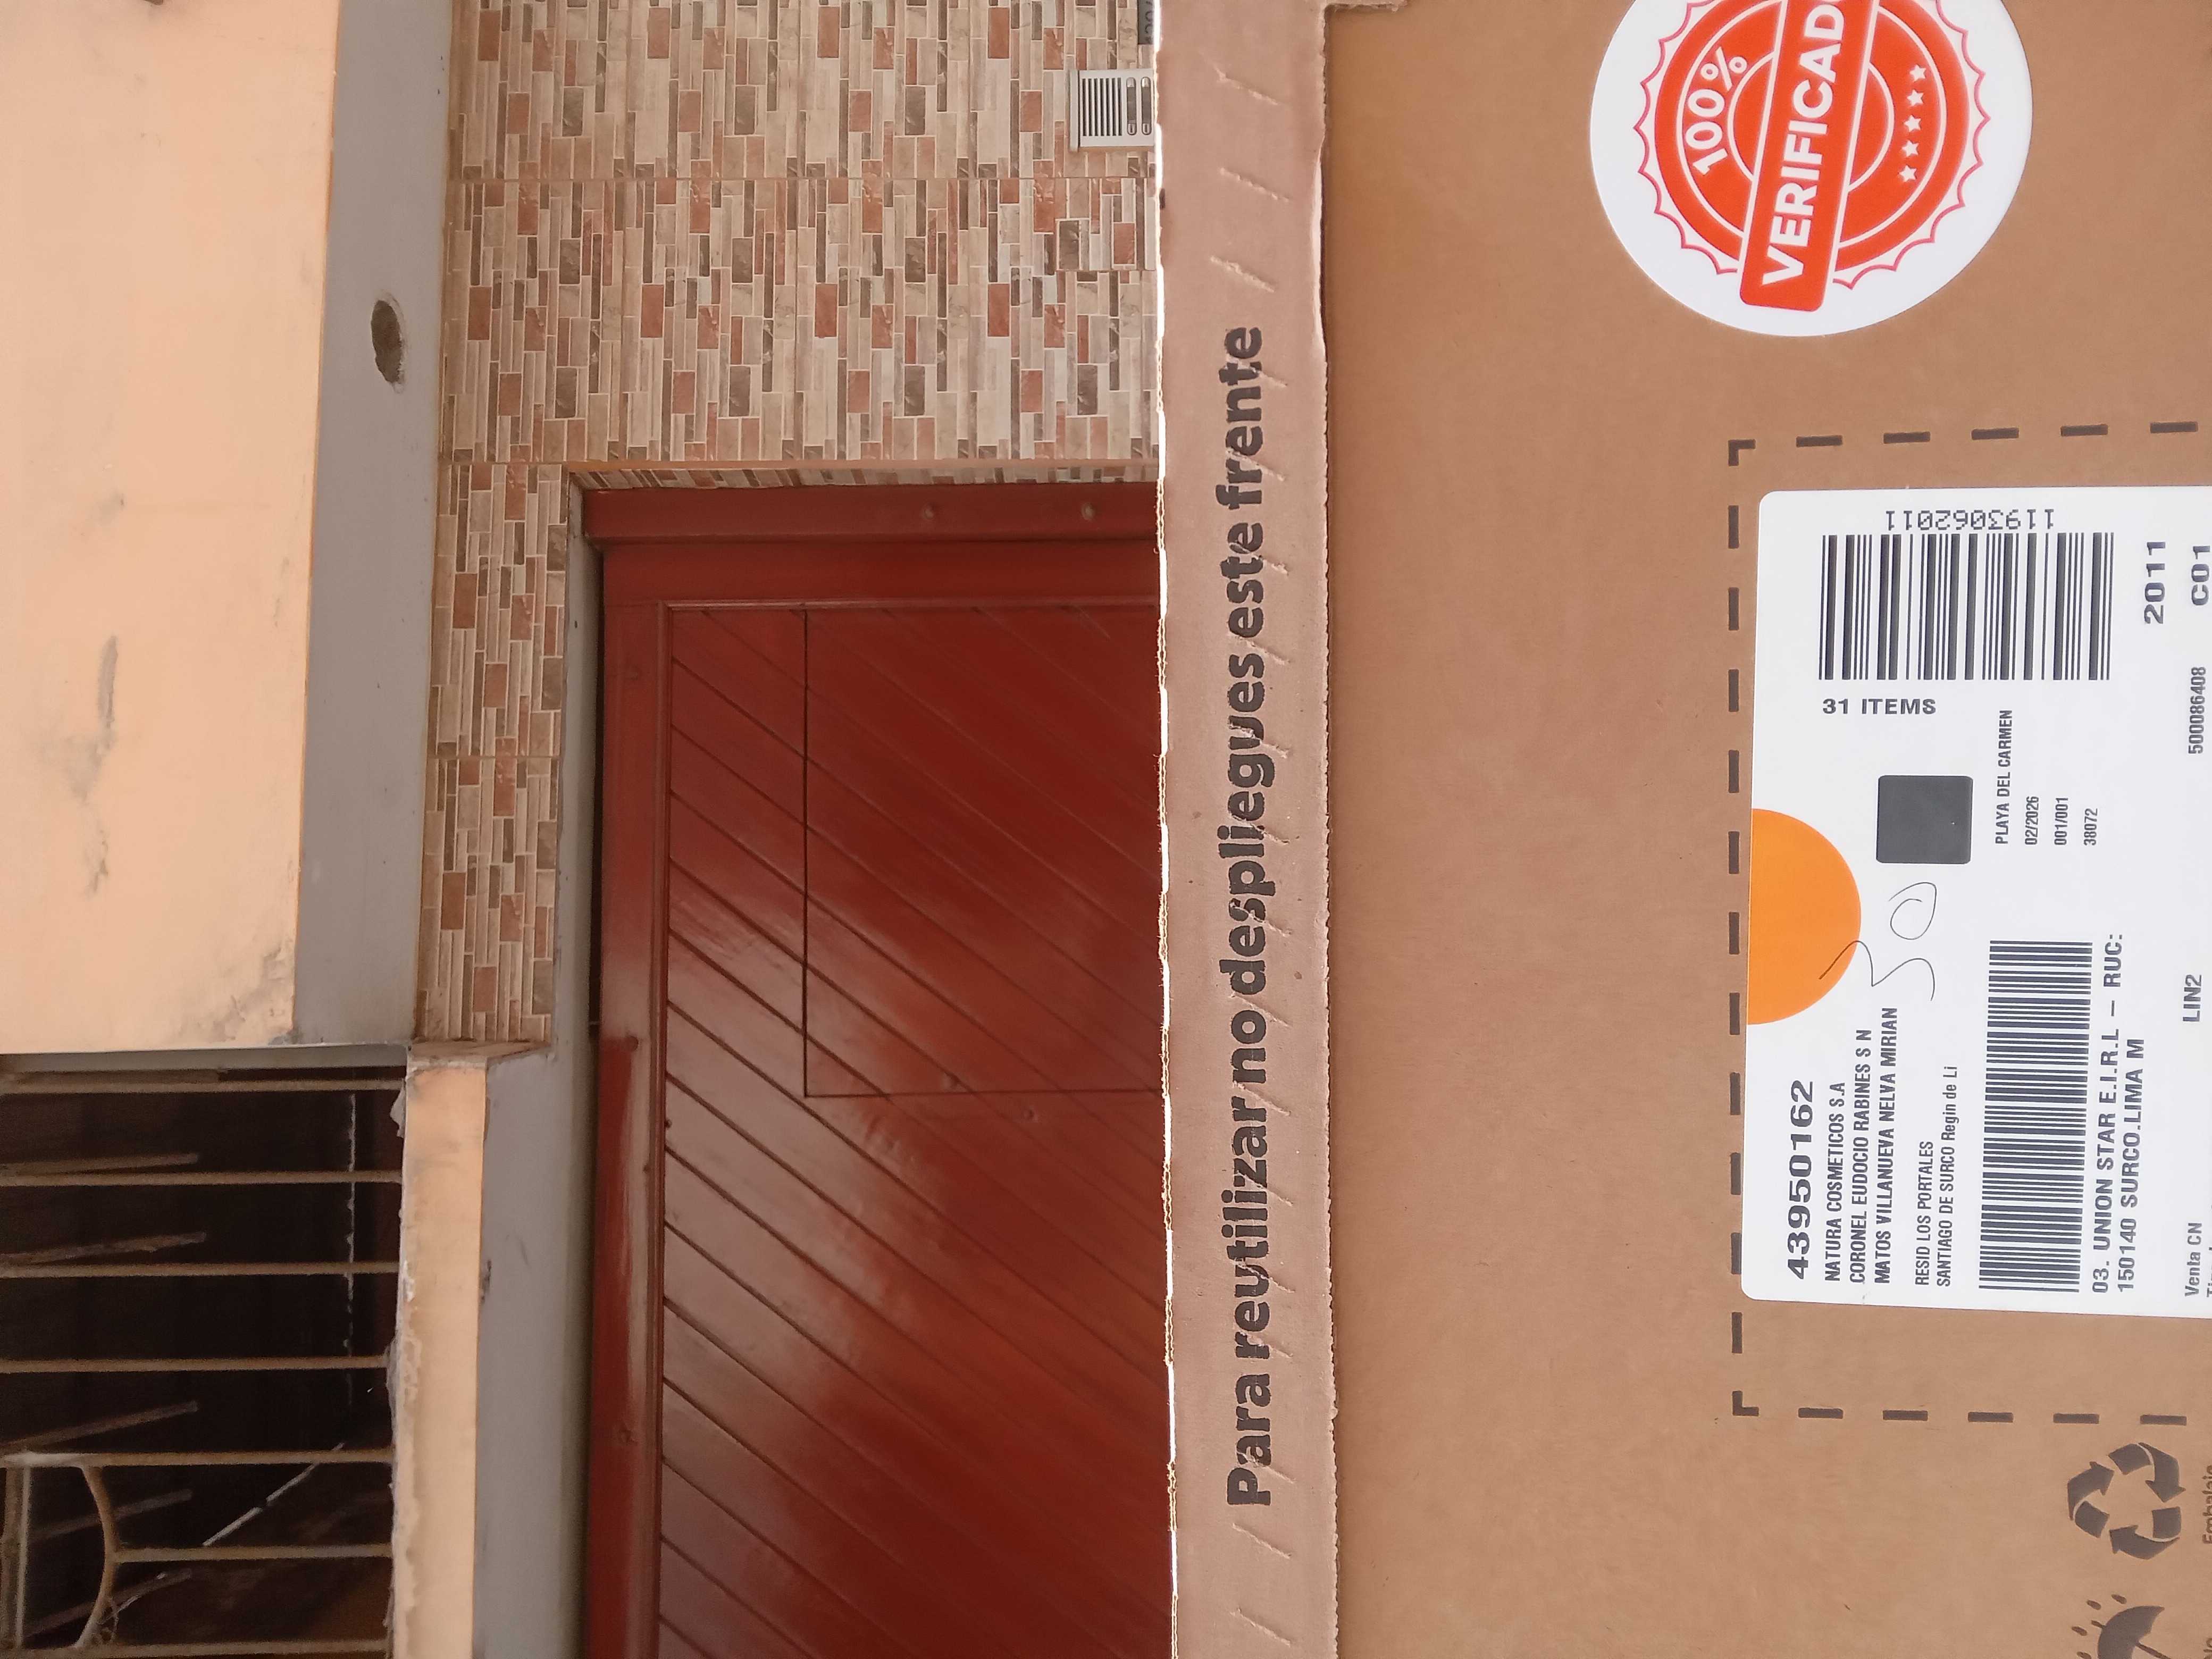 Para reutilizar no despliegues este frente
100%
VERIFICADO
43950162
NATURA COSMETICOS S.A
CORONEL EUDOCIO RABINES S N
MATOS VILLANUEVA NELVA MIRIAN
RESID LOS PORTALES
SANTIAGO DE SURCO Regin de Li
30
31 ITEMS
1193062011
PLAYA DEL CARMEN
02/2026
001/001
38072
03. UNION STAR E.I.R.L – RUC:
150140 SURCO.LIMA M
2011
Venta CN
LIN2
500086408
C01